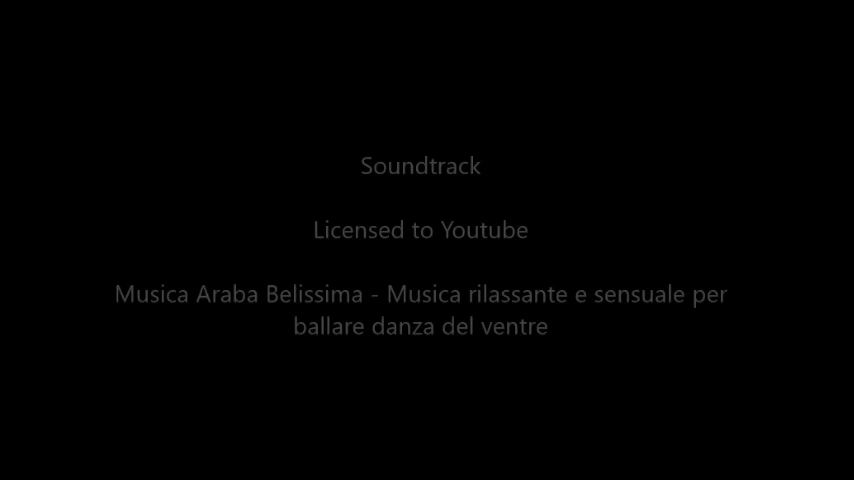 Soundtrack
Licensed to Youtube
Musica Araba Belissima - Musica rilassante e sensuale per
ballare danza del ventre